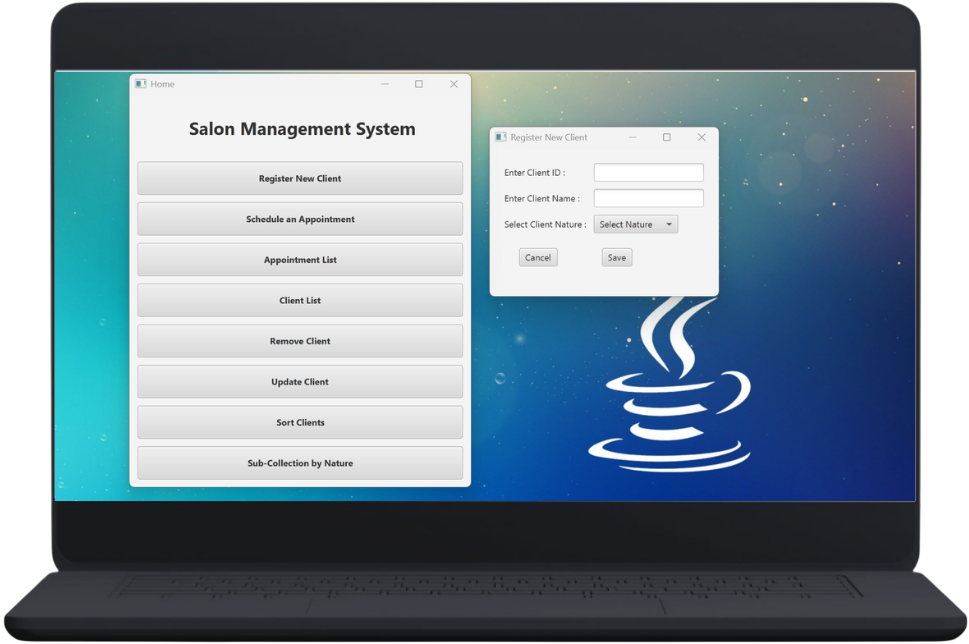 Home
Salon Management System
Register New Client
Schedule an Appointment
Appointment List
Client List
Remove Client
Update Client
Sort Clients
Sub-Collection by Nature
Register New Client
Enter Client ID :
Enter Client Name :
Select Client Nature : Select Nature
Cancel Save